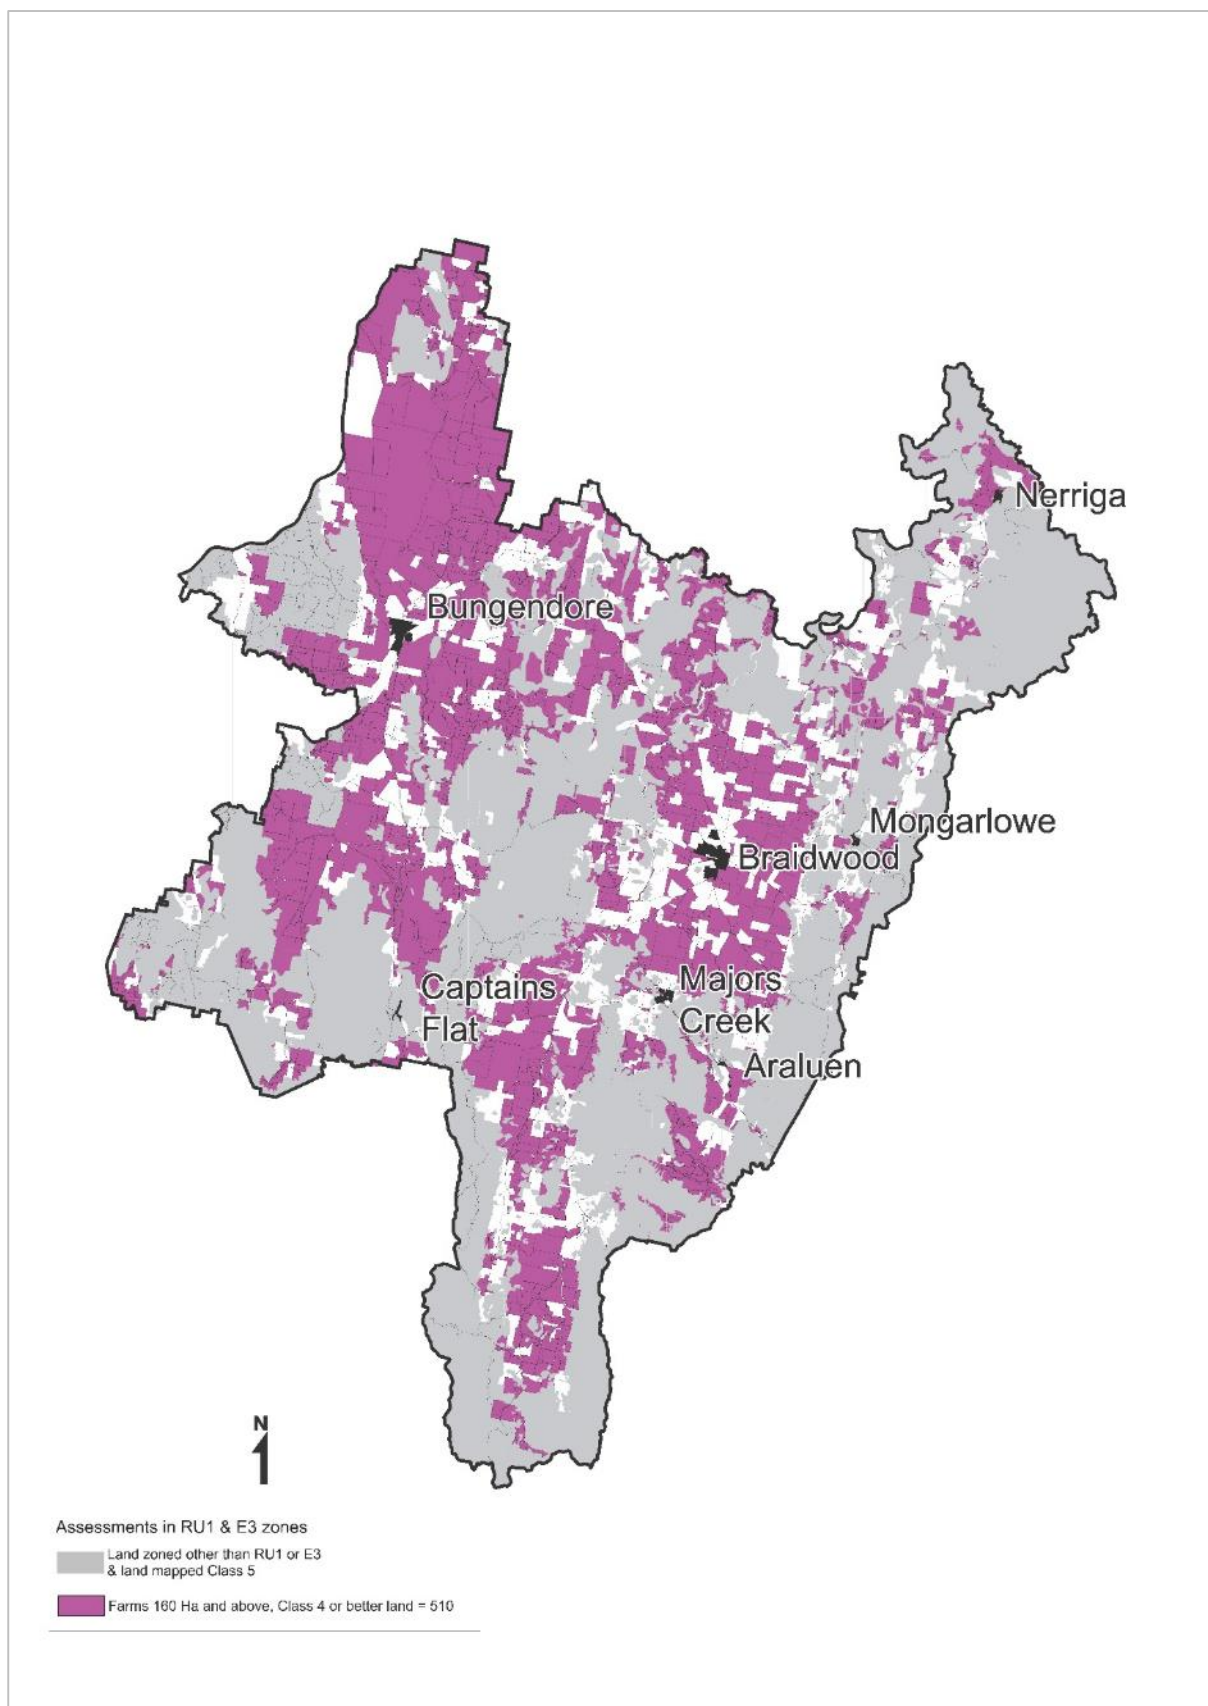 Nerriga
Bungendore
Mongarlowe
Braidwood
Captains
Flat
Majors
Creek
Araluen
N
Assessments in RU1 & E3 zones
Land zoned other than RU1 or E3
& land mapped Class 5
Farms 160 Ha and above, Class 4 or better land = 510